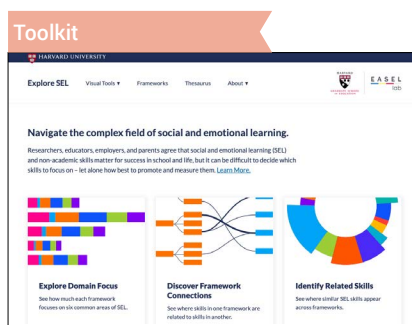 Toolkit
HARVARD UNIVERSITY
Explore SEL
Visual Tools ▾
Frameworks
Thesaurus
About ▾
HARVARD
EASEL
lab
Navigate the complex field of social and emotional learning.
Researchers, educators, employers, and parents agree that social and emotional learning (SEL)
and non-academic skills matter for success in school and life, but it can be difficult to decide which
skills to focus on – let alone how best to promote and measure them. Learn More.
Explore Domain Focus
See how much each framework
focuses on six common areas of SEL.
Discover Framework
Connections
See where skills in one framework are
related to skills in another.
Identify Related Skills
See where similar SEL skills appear
across frameworks.